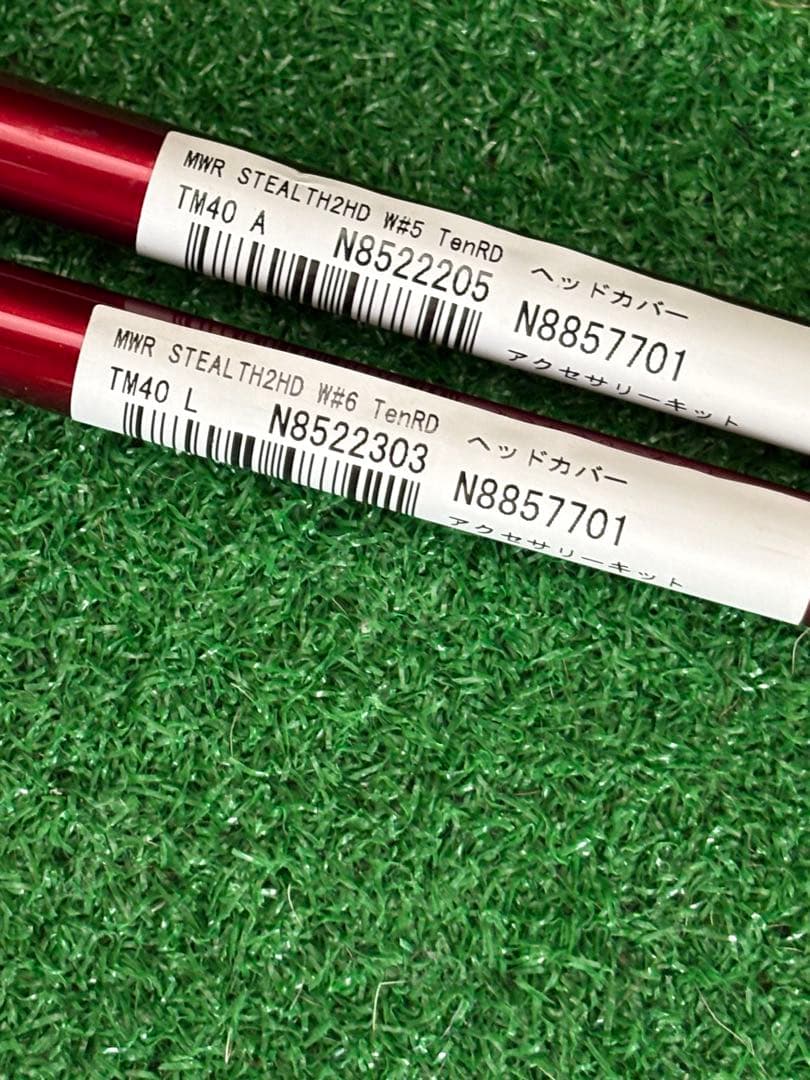 MWR STEALTH2HD W#5 TenRD
TM40 A
N8522205
ヘッドカバー
N8857701
アクセサリーキット
MWR STEALTH2HD W#6 TenRD
TM40 L
N8522303
ヘッドカバー
N8857701
アクセサリーキット